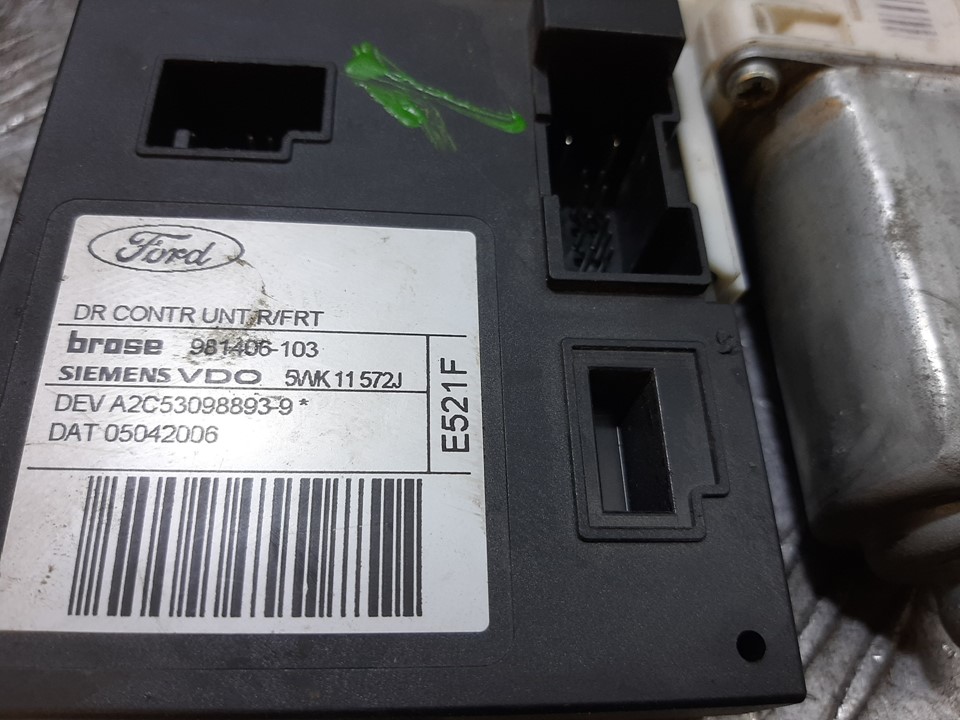 Ford
DR CONTR UNT,R/FRT
brose 981406-103
SIEMENS VDO 5WK11572J
DEV A2C53098893-9 *
DAT 05042006
E521F